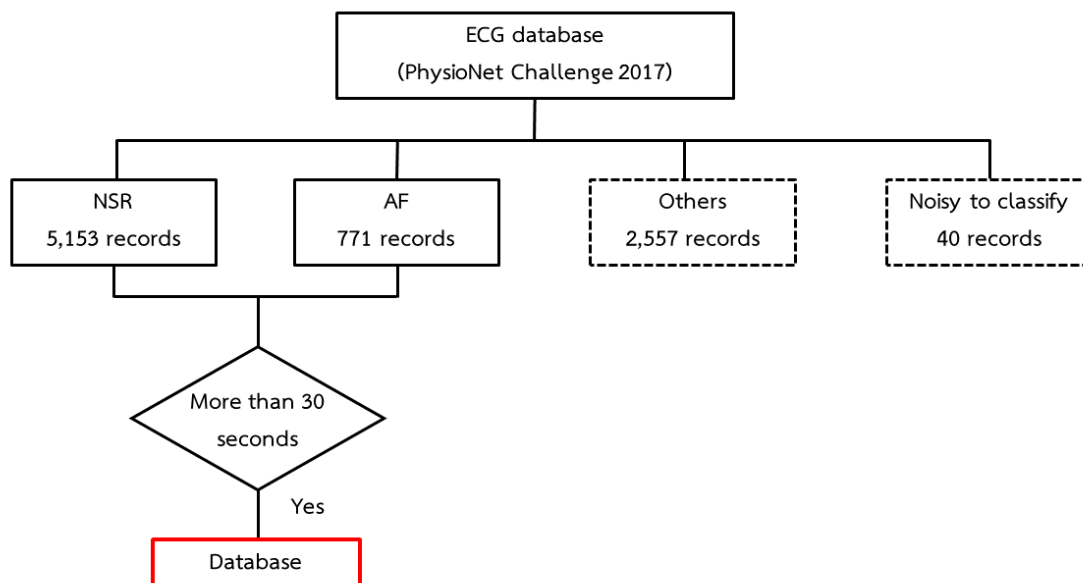 ECG database
(PhysioNet Challenge 2017)
NSR
5,153 records
AF
771 records
Others
2,557 records
Noisy to classify
40 records
More than 30
seconds
Yes
Database